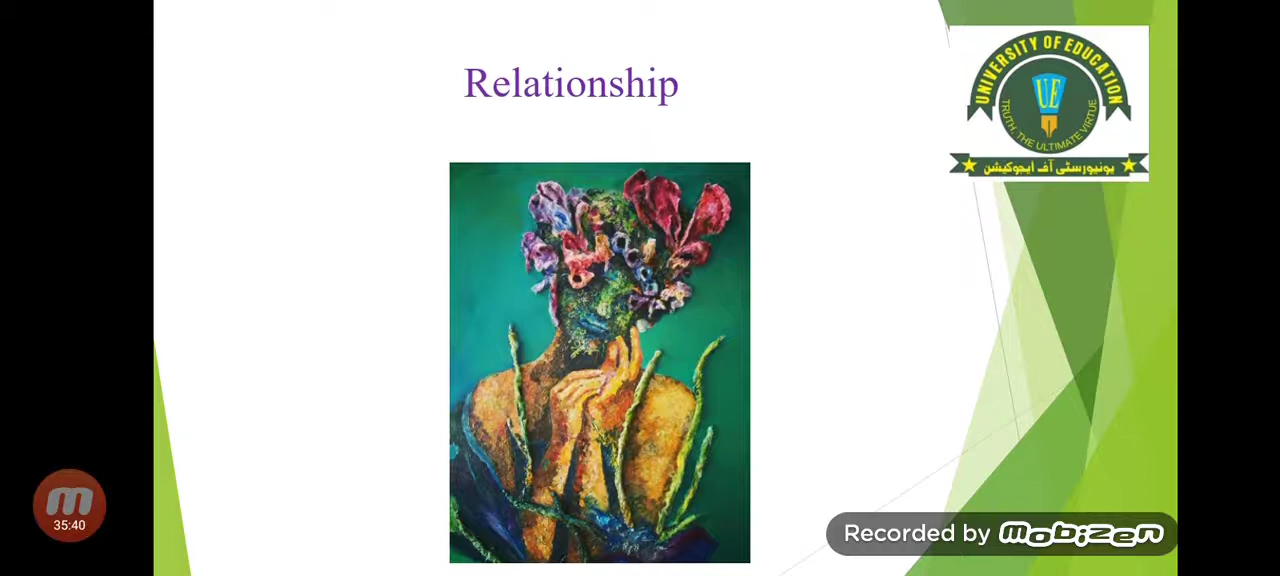 Relationship
UNIVERSITY OF EDUCATION
UE
TRUTH, THE ULTIMATE VIRTUE
یونیورسٹی آف ایجوکیشن
35:40
Recorded by mobizen